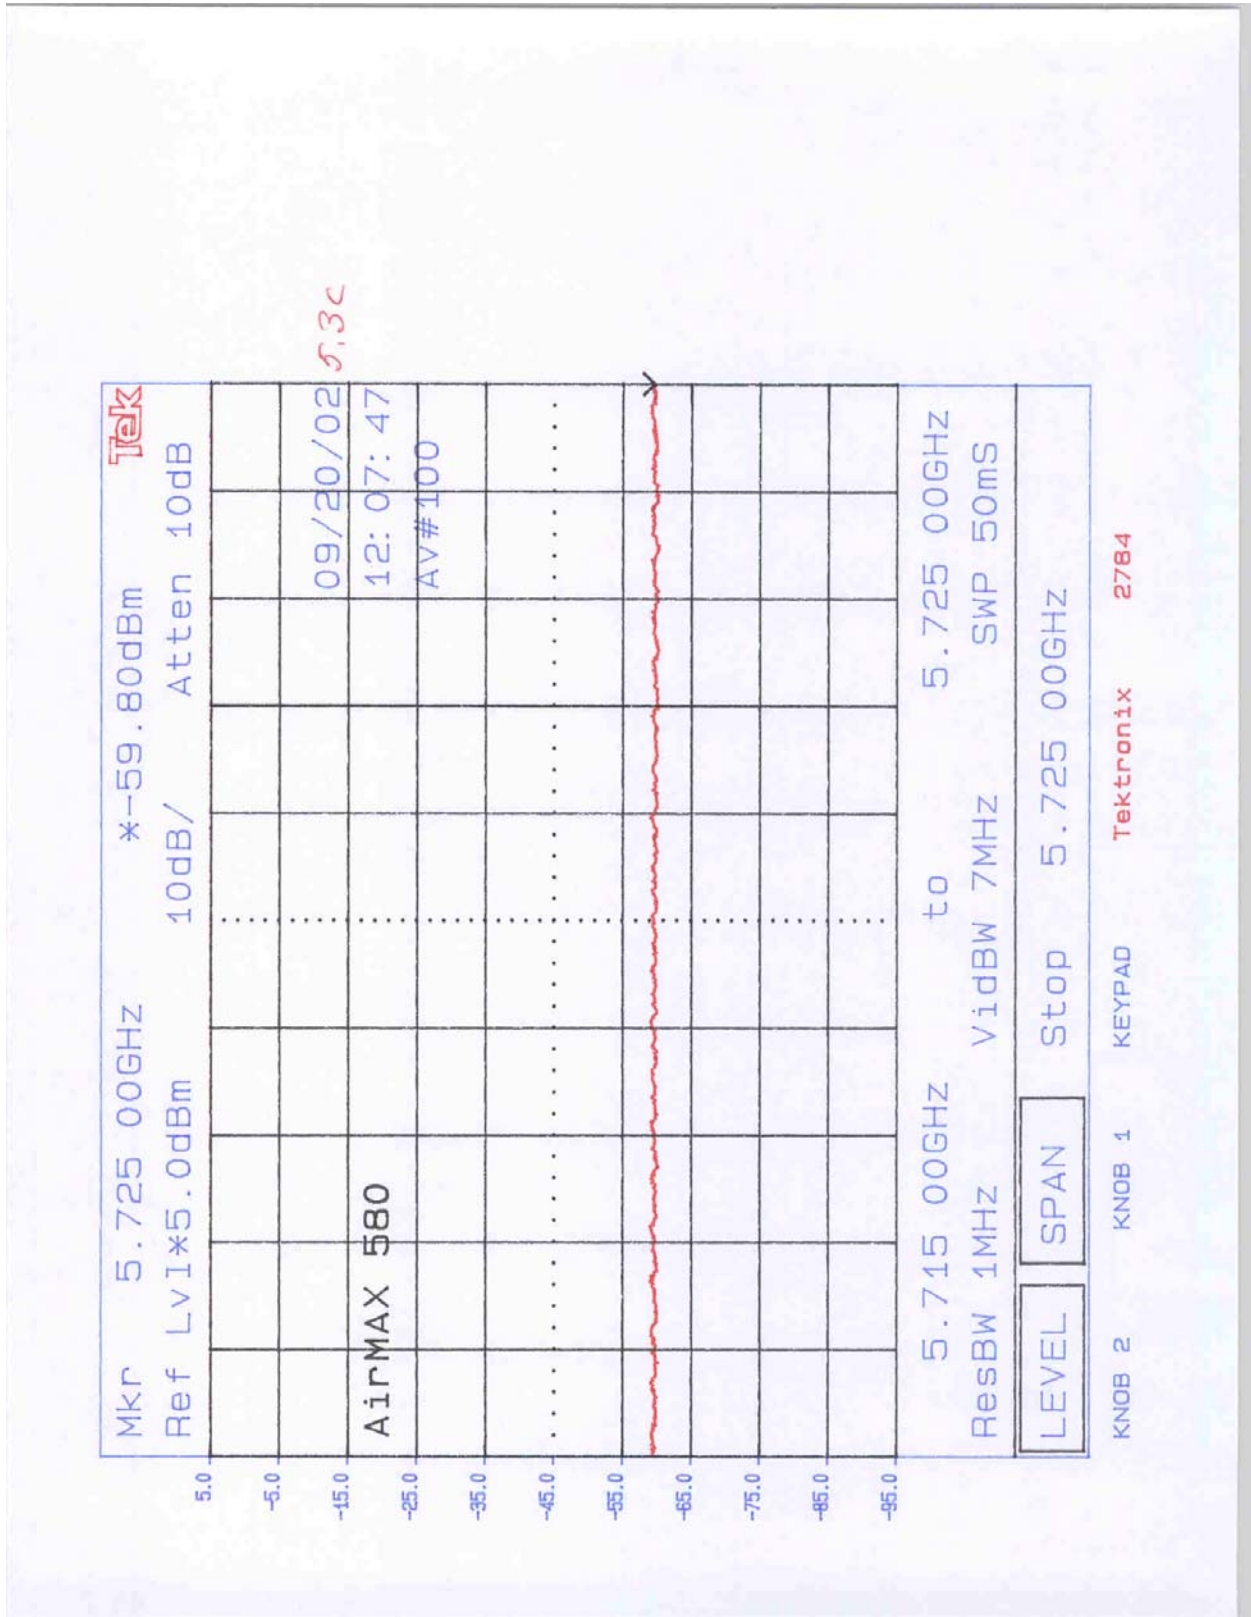 Mkr 5.725 00GHz *-59.80dBm Tek
Ref Lvl*5.0dBm 10dB/ Atten 10dB
5.0
-5.0
09/20/02 5.3C
-15.0
AirMAX 580 12:07:47
-25.0
AV#100
-35.0
-45.0
-55.0
-65.0
-75.0
-85.0
-95.0
5.715 00GHz to 5.725 00GHz
ResBW 1MHz VidBW 7MHz SWP 50mS
LEVEL SPAN Stop 5.725 00GHz
KNOB 2 KNOB 1 KEYPAD Tektronix 2784